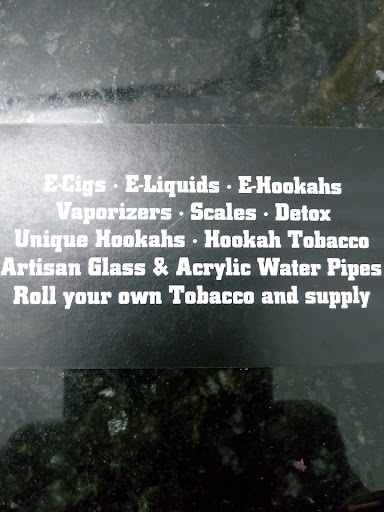 E-Cigs · E-Liquids · E-Hookahs
Vaporizers · Scales · Detox
Unique Hookahs · Hookah Tobacco
Artisan Glass & Acrylic Water Pipes
Roll your own Tobacco and supply